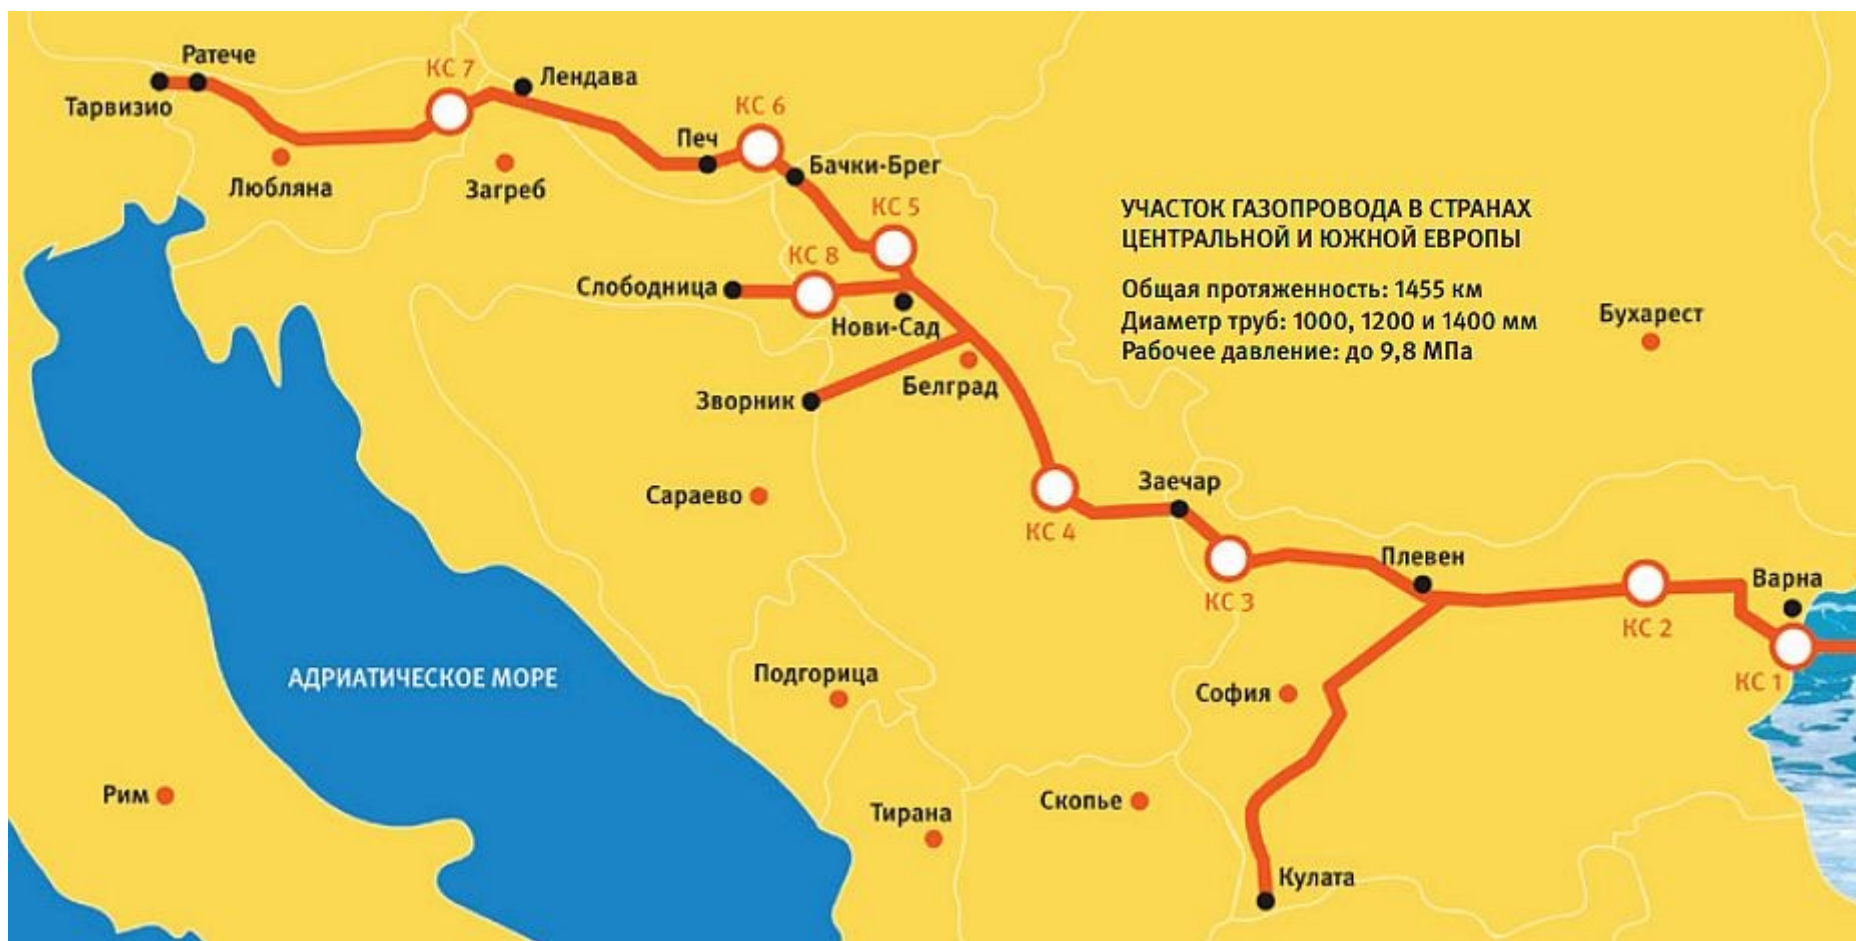 Ратече
КС 7
Лендава
Тарвизио
КС 6
Печ
Бачки-Брег
Любляна
Загреб
КС 5
УЧАСТОК ГАЗОПРОВОДА В СТРАНАХ
ЦЕНТРАЛЬНОЙ И ЮЖНОЙ ЕВРОПЫ
КС 8
Слободница
Общая протяженность: 1455 км
Диаметр труб: 1000, 1200 и 1400 мм
Рабочее давление: до 9,8 МПа
Бухарест
Нови-Сад
Белград
Зворник
Заечар
Сараево
КС 4
Плевен
Варна
КС 3
КС 2
АДРИАТИЧЕСКОЕ МОРЕ
Подгорица
КС 1
София
Рим
Скопье
Тирана
Кулата